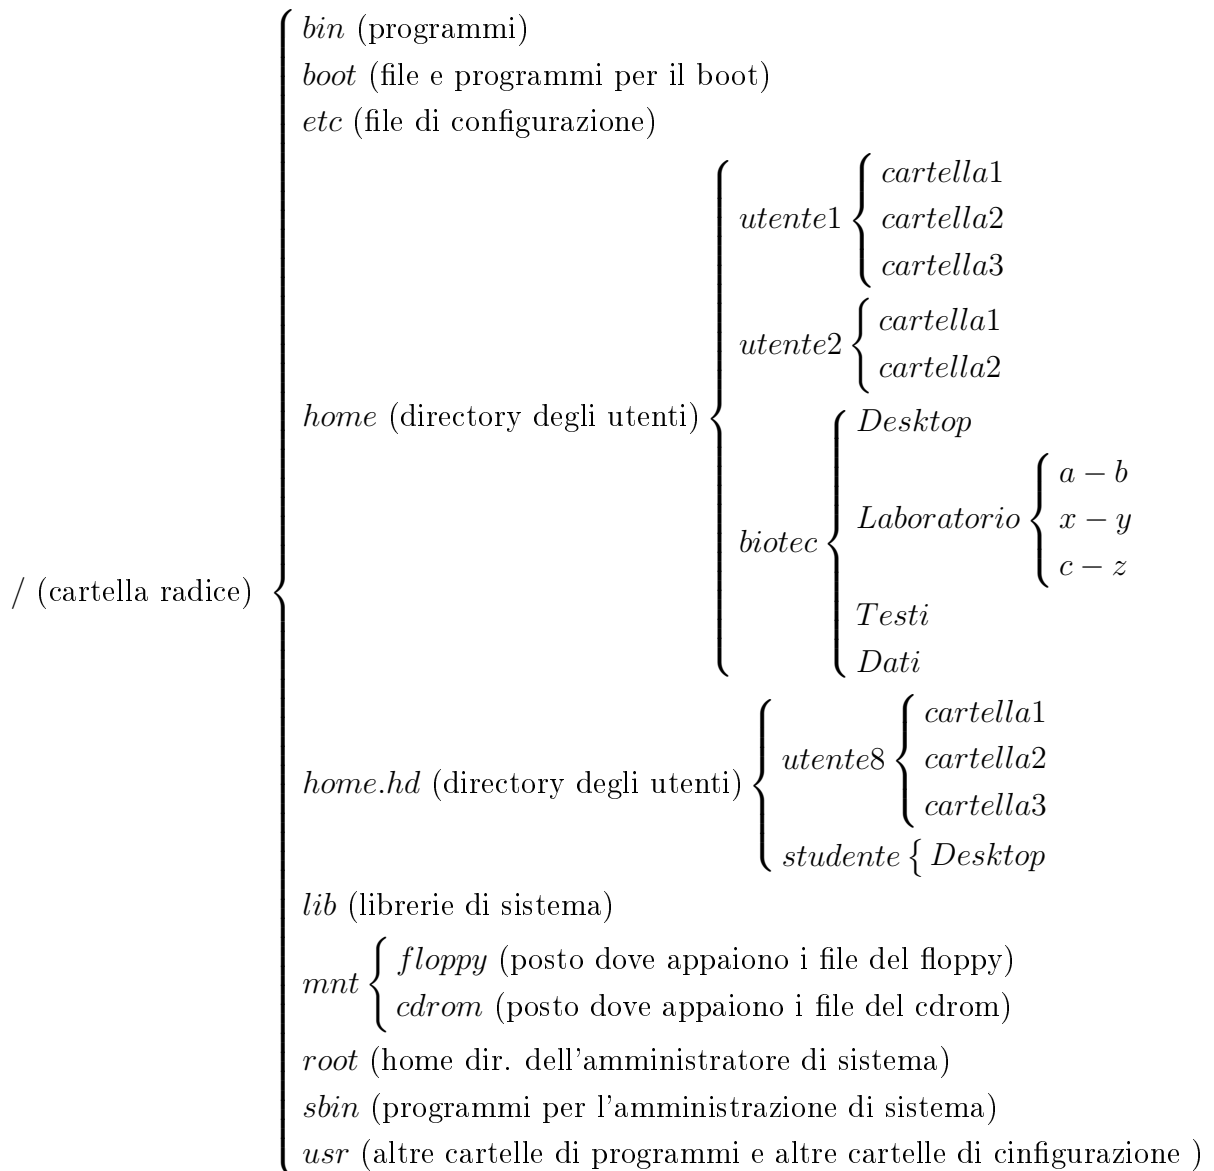 bin (programmi)
boot (file e programmi per il boot)
etc (file di configurazione)
cartella1
utente1
cartella2
cartella3
cartella1
utente2
cartella2
home (directory degli utenti)
Desktop
a − b
Laboratorio
x − y
biotec
c − z
/ (cartella radice)
Testi
Dati
cartella1
utente8
cartella2
home.hd (directory degli utenti)
cartella3
studente { Desktop
lib (librerie di sistema)
floppy (posto dove appaiono i file del floppy)
mnt
cdrom (posto dove appaiono i file del cdrom)
root (home dir. dell'amministratore di sistema)
sbin (programmi per l'amministrazione di sistema)
usr (altre cartelle di programmi e altre cartelle di cinfigurazione )